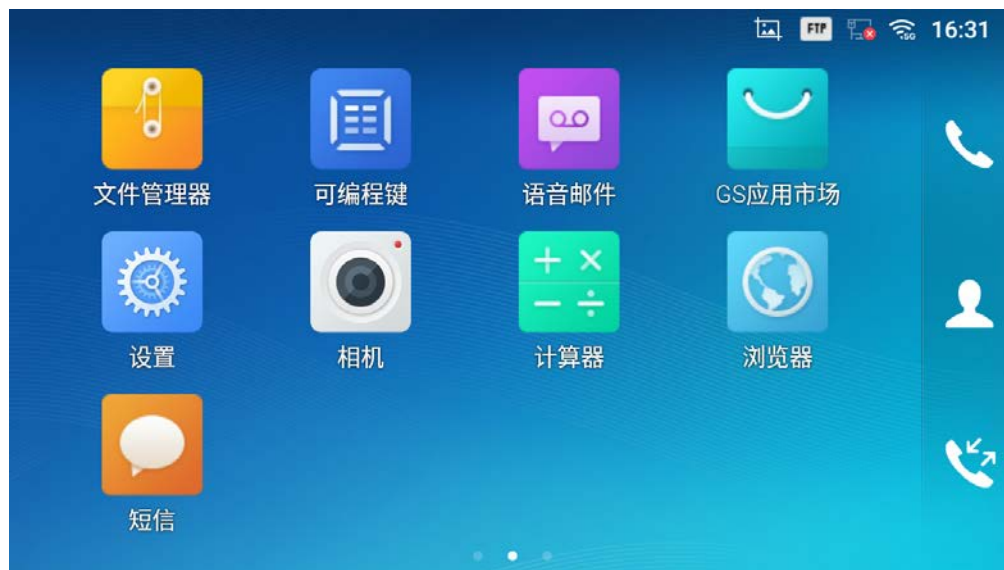 FTP 5G 16:31
文件管理器 可编程键 语音邮件 GS应用市场
设置 相机 计算器 浏览器
短信